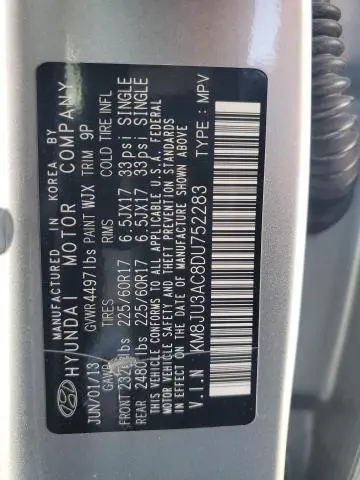 MANUFACTURED IN KOREA BY
HYUNDAI MOTOR COMPANY
JUN/01/13 GVWR 4497lbs PAINT WJX TRIM 9P
GAWR TIRES RIMS COLD TIRE INFL
FRONT lbs 225/60R17 6.5JX17 33psi SINGLE
REAR 2480lbs 225/60R17 6.5JX17 33psi SINGLE
THIS VEHICLE CONFORMS TO ALL APPLICABLE U.S.A. FEDERAL
MOTOR VEHICLE SAFETY, BUMPER, AND THEFT PREVENTION
STANDARDS IN EFFECT ON THE DATE OF MANUFACTURE
SHOWN ABOVE.
V.I.N KM8JU3AC8DU752283 TYPE: MPV